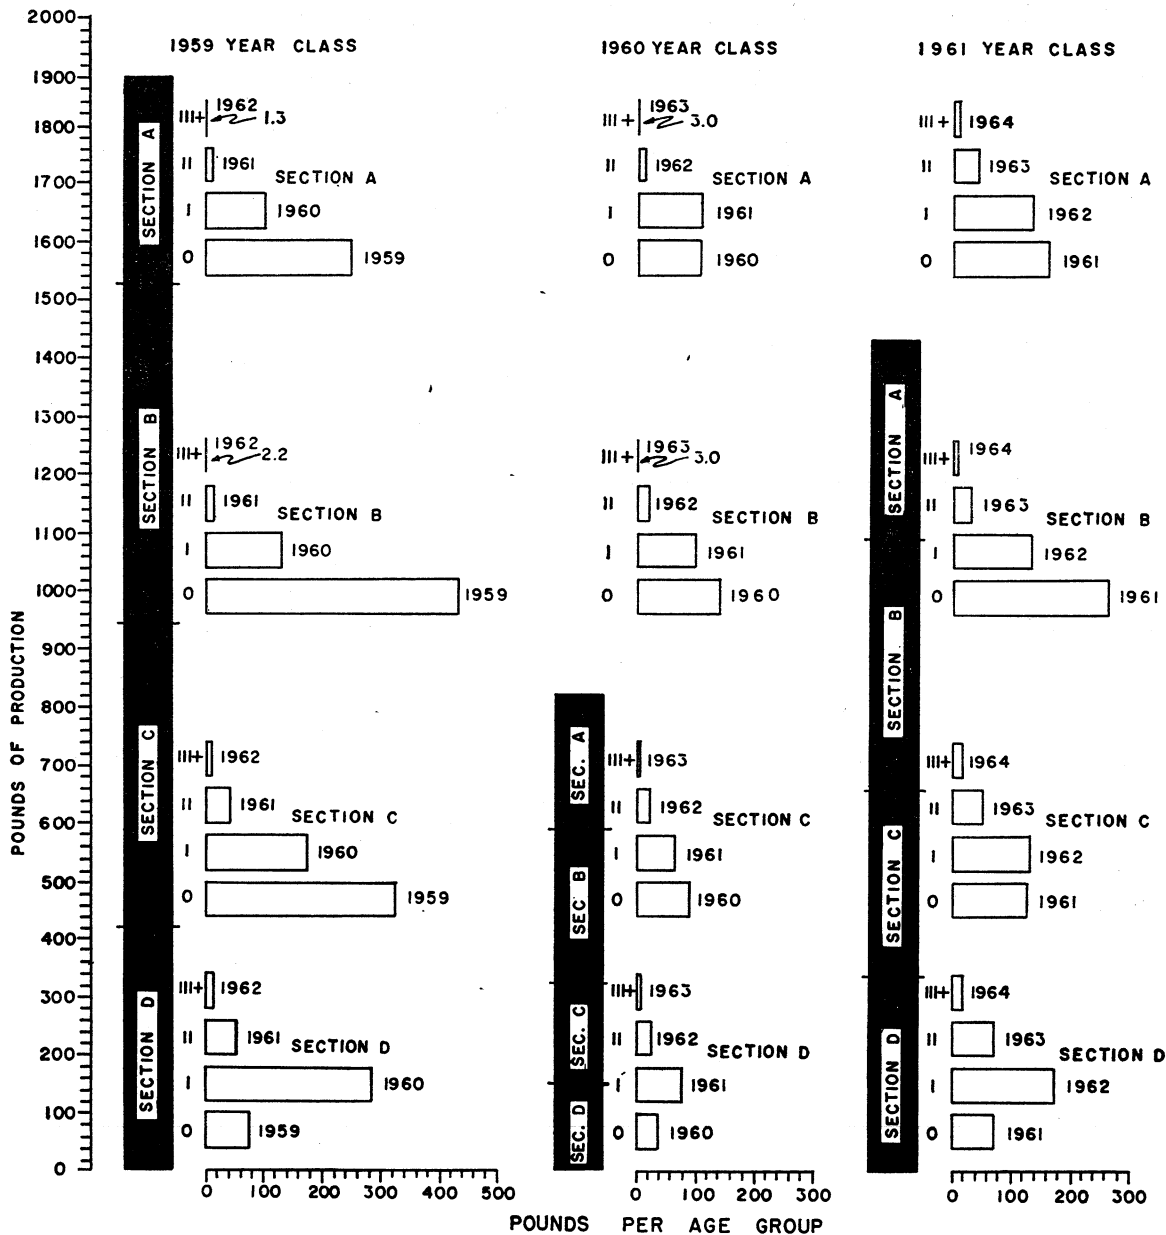 2000
1959 YEAR CLASS
1960 YEAR CLASS
1961 YEAR CLASS
1900
1800
1700
1600
1500
1400
1300
1200
1100
1000
900
800
700
600
500
400
300
200
100
0
POUNDS OF PRODUCTION
SECTION A
SECTION B
SECTION C
SECTION D
III+ 1962 1.3
II 1961
SECTION A
I 1960
0 1959
III+ 1962 2.2
II 1961
SECTION B
I 1960
0 1959
III+ 1962
II 1961
SECTION C
I 1960
0 1959
III+ 1962
II 1961
SECTION D
I 1960
0 1959
0 100 200 300 400 500
SEC. A
SEC B
SEC. C
SEC. D
III+ 1963 3.0
II 1962
SECTION A
I 1961
0 1960
III+ 1963 3.0
II 1962
SECTION B
I 1961
0 1960
III+ 1963
II 1962
SECTION C
I 1961
0 1960
III+ 1963
II 1962
SECTION D
I 1961
0 1960
0 100 200 300
SECTION A
SECTION B
SECTION C
SECTION D
III+ 1964
II 1963
SECTION A
I 1962
0 1961
III+ 1964
II 1963
SECTION B
I 1962
0 1961
III+ 1964
II 1963
SECTION C
I 1962
0 1961
III+ 1964
II 1963
SECTION D
I 1962
0 1961
0 100 200 300
POUNDS PER AGE GROUP